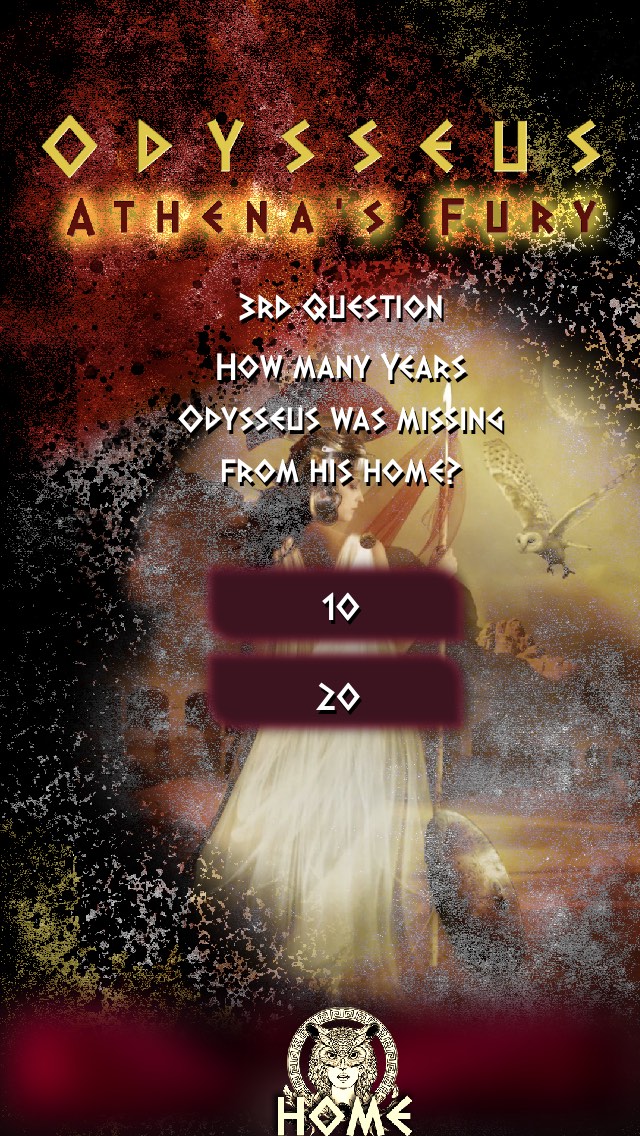 Odysseus
Athena's Fury
3rd Question
How many Years
Odysseus was missing
from his home?
10
20
HOME